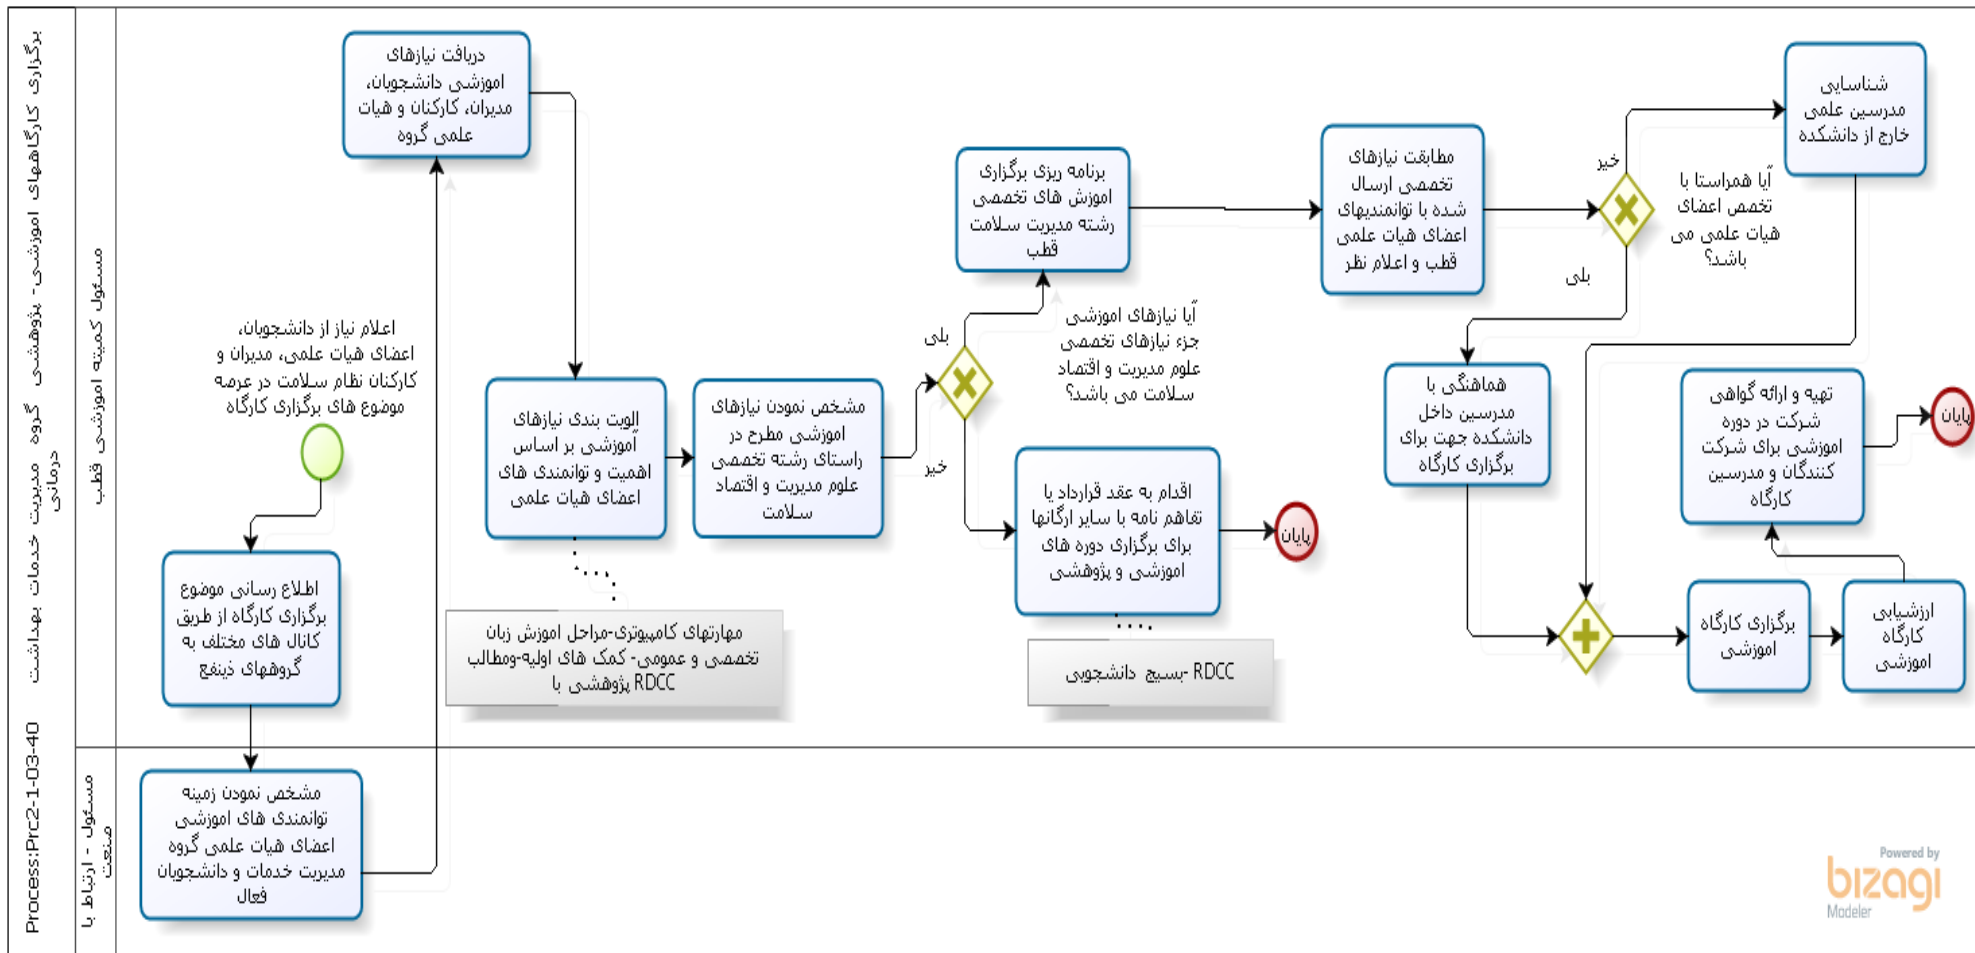 Process:Prc2-1-03-40 برگزاری کارگاههای اموزشی- پژوهشی گروه مدیریت خدمات بهداشت
درمانی
مسئول کمیته اموزشی قطب
مسئول - ارتباط با
صنعت
اعلام نیاز از دانشجویان،
اعضای هیات علمی، مدیران و
کارکنان نظام سلامت در عرصه
موضوع های برگزاری کارگاه
اطلاع رسانی موضوع
برگزاری کارگاه از طریق
کانال های مختلف به
گروههای ذینفع
مشخص نمودن زمینه
توانمندی های اموزشی
اعضای هیات علمی گروه
مدیریت خدمات و دانشجویان
فعال
دریافت نیازهای
اموزشی دانشجویان،
مدیران، کارکنان و هیات
علمی گروه
الویت بندی نیازهای
آموزشی بر اساس
اهمیت و توانمندی های
اعضای هیات علمی
مهارتهای کامپیوتری-مراحل اموزش زبان
تخصصی و عمومی- کمک های اولیه-ومطالب
پژوهشی با RDCC
مشخص نمودن نیازهای
اموزشی مطرح در
راستای رشته تخصصی
علوم مدیریت و اقتصاد
سلامت
آیا نیازهای اموزشی
جزء نیازهای تخصصی
علوم مدیریت و اقتصاد
سلامت می باشد؟
بلی
خیر
اقدام به عقد قرارداد یا
تفاهم نامه با سایر ارگانها
برای برگزاری دوره های
اموزشی و پژوهشی
RDCC -بسیج دانشجویی
پایان
برنامه ریزی برگزاری
اموزش های تخصصی
رشته مدیریت سلامت
قطب
مطابقت نیازهای
تخصصی ارسال
شده با توانمندیهای
اعضای هیات علمی
قطب و اعلام نظر
آیا همراستا با
تخصص اعضای
هیات علمی می
باشد؟
خیر
بلی
شناسایی
مدرسین علمی
خارج از دانشکده
هماهنگی با
مدرسین داخل
دانشکده جهت برای
برگزاری کارگاه
برگزاری کارگاه
اموزشی
ارزشیابی
کارگاه
اموزشی
تهیه و ارائه گواهی
شرکت در دوره
اموزشی برای شرکت
کنندگان و مدرسین
کارگاه
پایان
Powered by
bizagi
Modeler